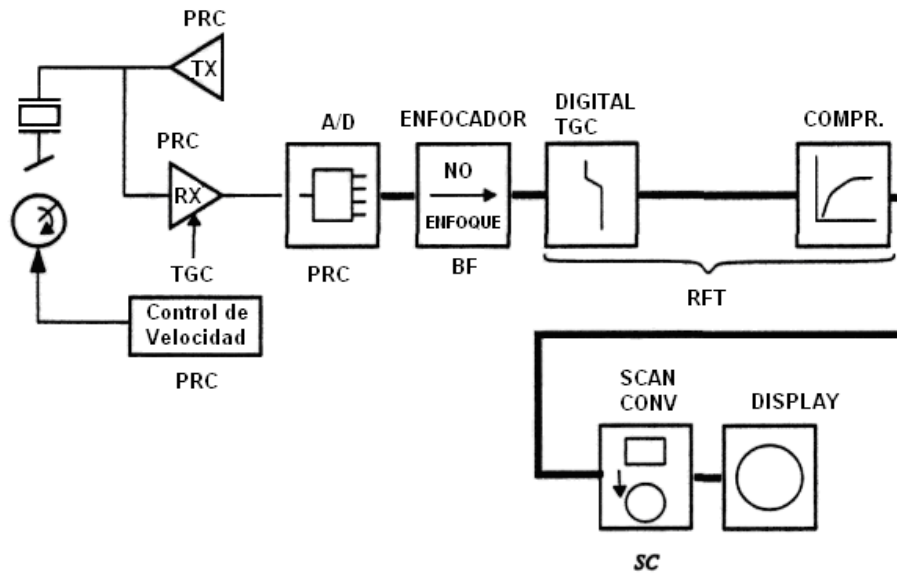 PRC
TX
PRC
RX
TGC
Control de
Velocidad
PRC
A/D
PRC
ENFOCADOR
NO
ENFOQUE
BF
DIGITAL
TGC
COMPR.
RFT
SCAN
CONV
SC
DISPLAY